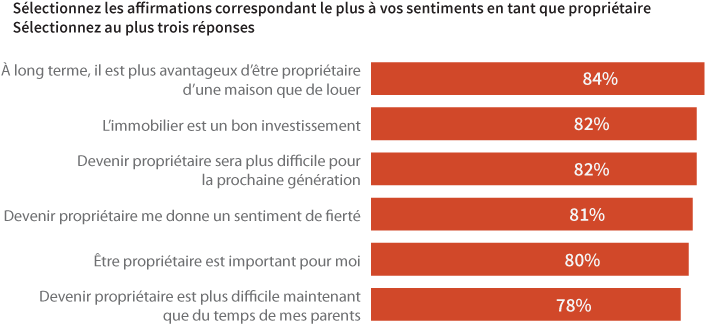 Sélectionnez les affirmations correspondant le plus à vos sentiments en tant que propriétaire
Sélectionnez au plus trois réponses
À long terme, il est plus avantageux d’être propriétaire
d’une maison que de louer
84%
L’immobilier est un bon investissement
82%
Devenir propriétaire sera plus difficile pour
la prochaine génération
82%
Devenir propriétaire me donne un sentiment de fierté
81%
Être propriétaire est important pour moi
80%
Devenir propriétaire est plus difficile maintenant
que du temps de mes parents
78%